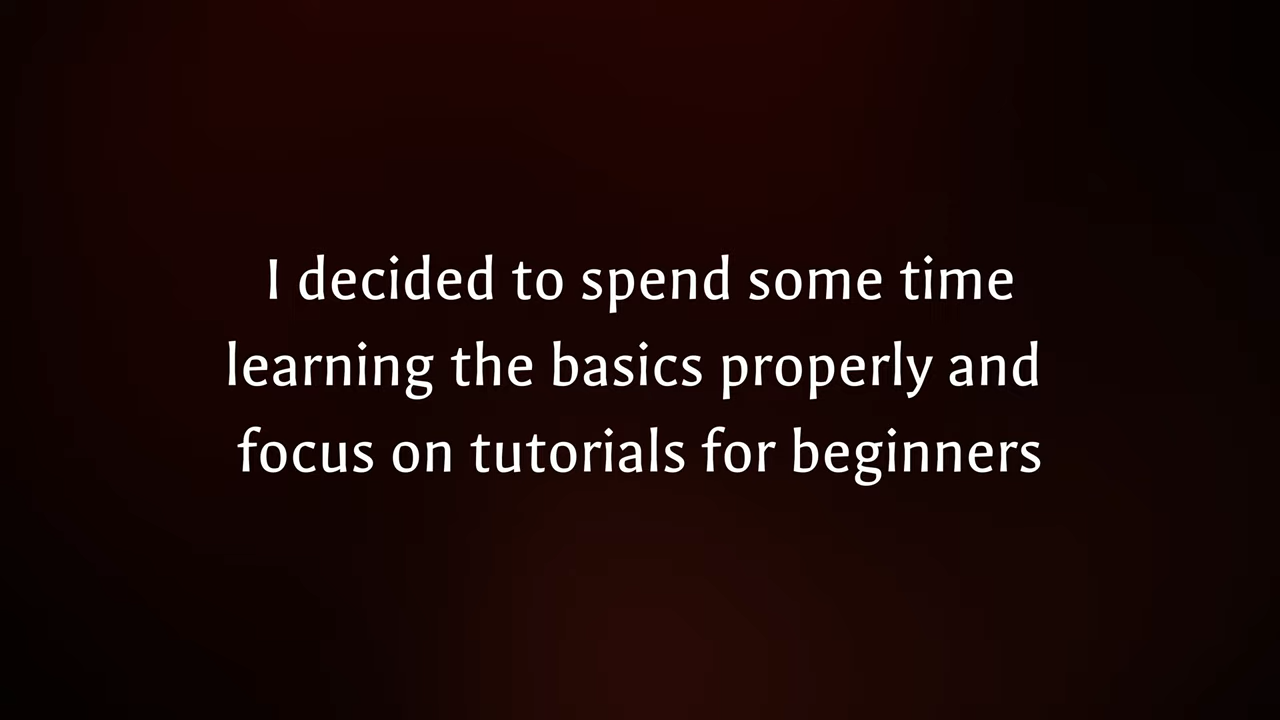 I decided to spend some time
learning the basics properly and
focus on tutorials for beginners